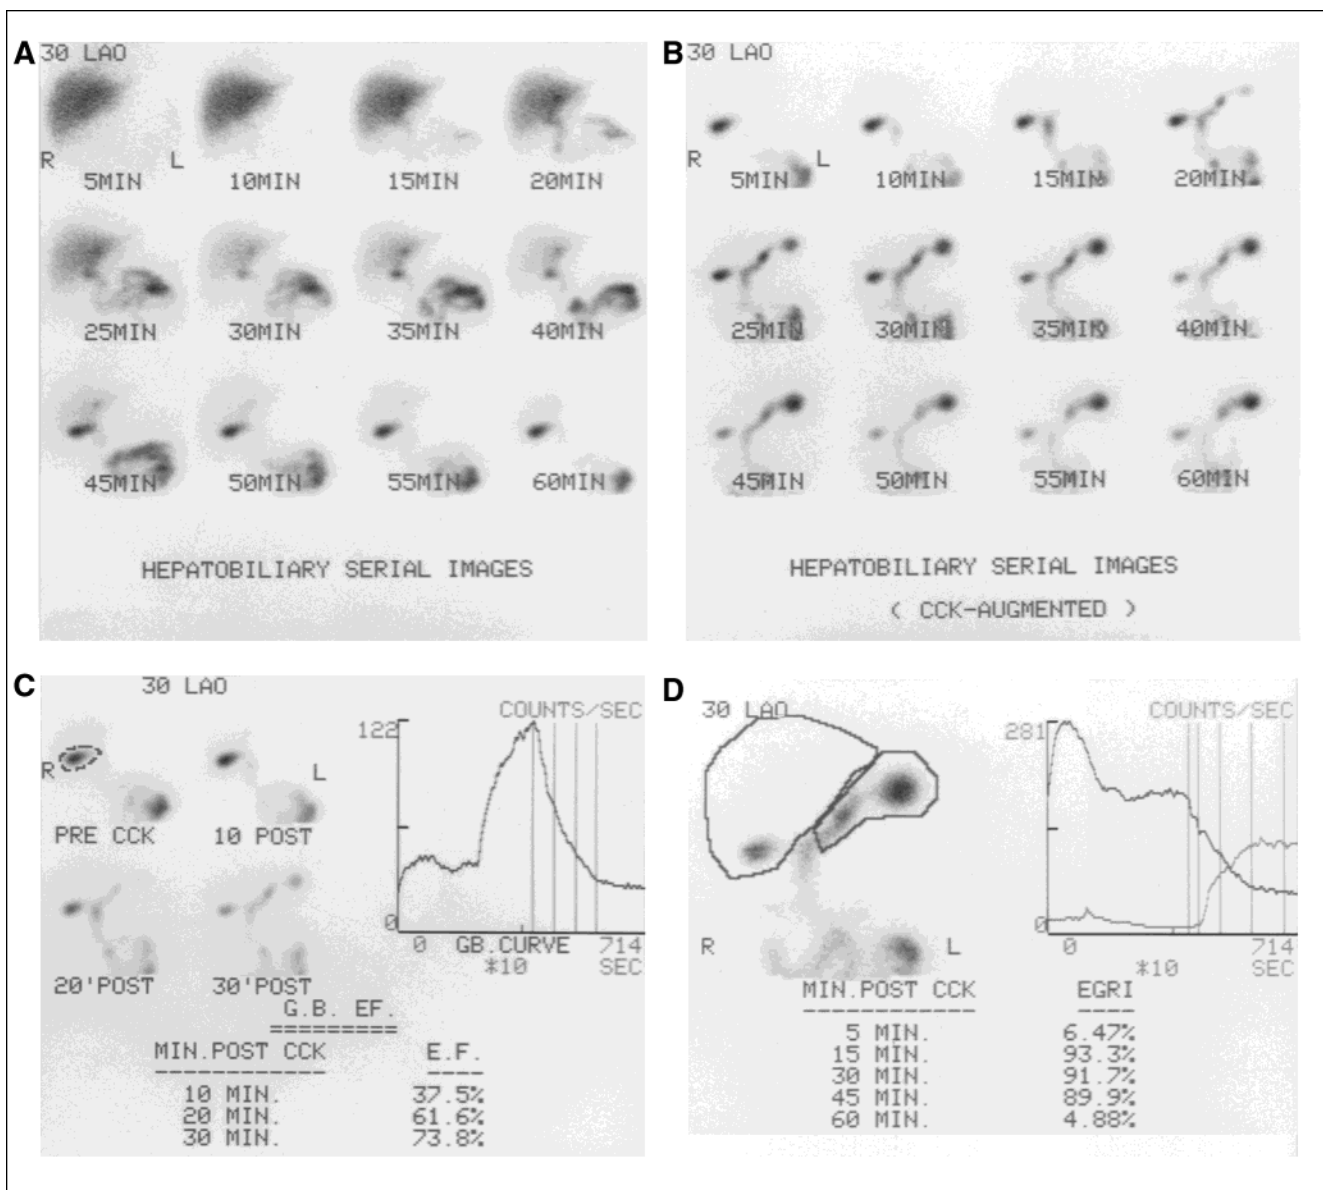 A
30 LAO
R L
5MIN 10MIN 15MIN 20MIN
25MIN 30MIN 35MIN 40MIN
45MIN 50MIN 55MIN 60MIN
HEPATOBILIARY SERIAL IMAGES
B
30 LAO
R L
5MIN 10MIN 15MIN 20MIN
25MIN 30MIN 35MIN 40MIN
45MIN 50MIN 55MIN 60MIN
HEPATOBILIARY SERIAL IMAGES
( CCK-AUGMENTED )
C
30 LAO
COUNTS/SEC
122
R L
PRE CCK 10 POST
0
0 GB.CURVE 714
*10 SEC
20'POST 30'POST
G.B. EF.
MIN.POST CCK E.F.
10 MIN. 37.5%
20 MIN. 61.6%
30 MIN. 73.8%
D
30 LAO
COUNTS/SEC
281
0
R L
0 714
*10 SEC
MIN.POST CCK EGRI
5 MIN. 6.47%
15 MIN. 93.3%
30 MIN. 91.7%
45 MIN. 89.9%
60 MIN. 4.88%